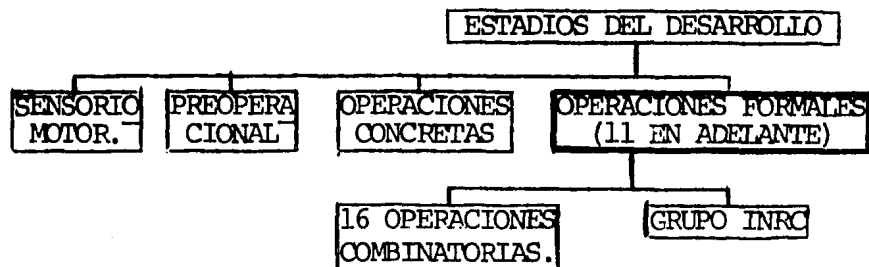 ESTADIOS DEL DESARROLLO
SENSORIO
MOTOR.
PREOPERA
CIONAL
OPERACIONES
CONCRETAS
OPERACIONES FORMALES
(11 EN ADELANTE)
16 OPERACIONES
COMBINATORIAS.
GRUPO INRC